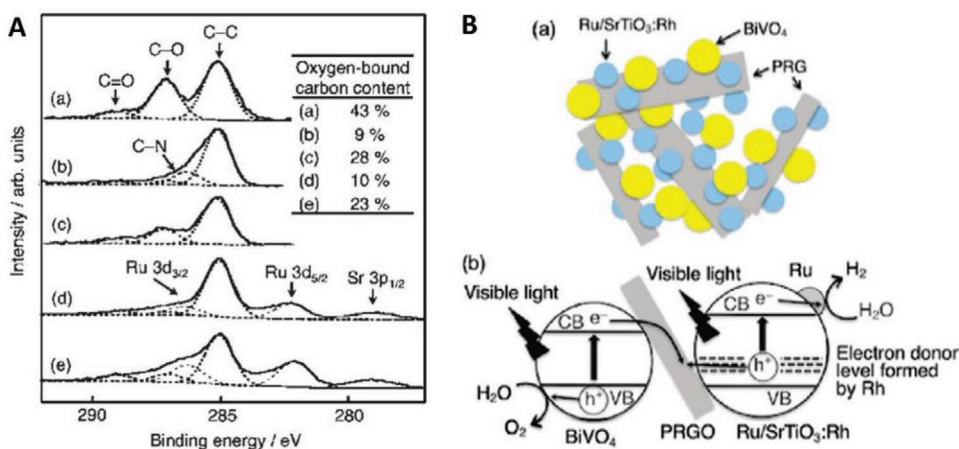 A
C–C
C–O
C=O
Oxygen-bound
carbon content
(a) 43 %
(b) 9 %
(c) 28 %
(d) 10 %
(e) 23 %
(a)
C–N
(b)
(c)
Ru 3d3/2
Ru 3d5/2
Sr 3p1/2
(d)
(e)
Intensity / arb. units
290 285 280
Binding energy / eV
B
(a)
Ru/SrTiO3:Rh
BiVO4
PRG
(b)
Visible light
CB e−
H2O
O2
h+
VB
BiVO4
PRGO
Visible light
Ru
H2
H2O
CB e−
h+
Electron donor
level formed
by Rh
VB
Ru/SrTiO3:Rh